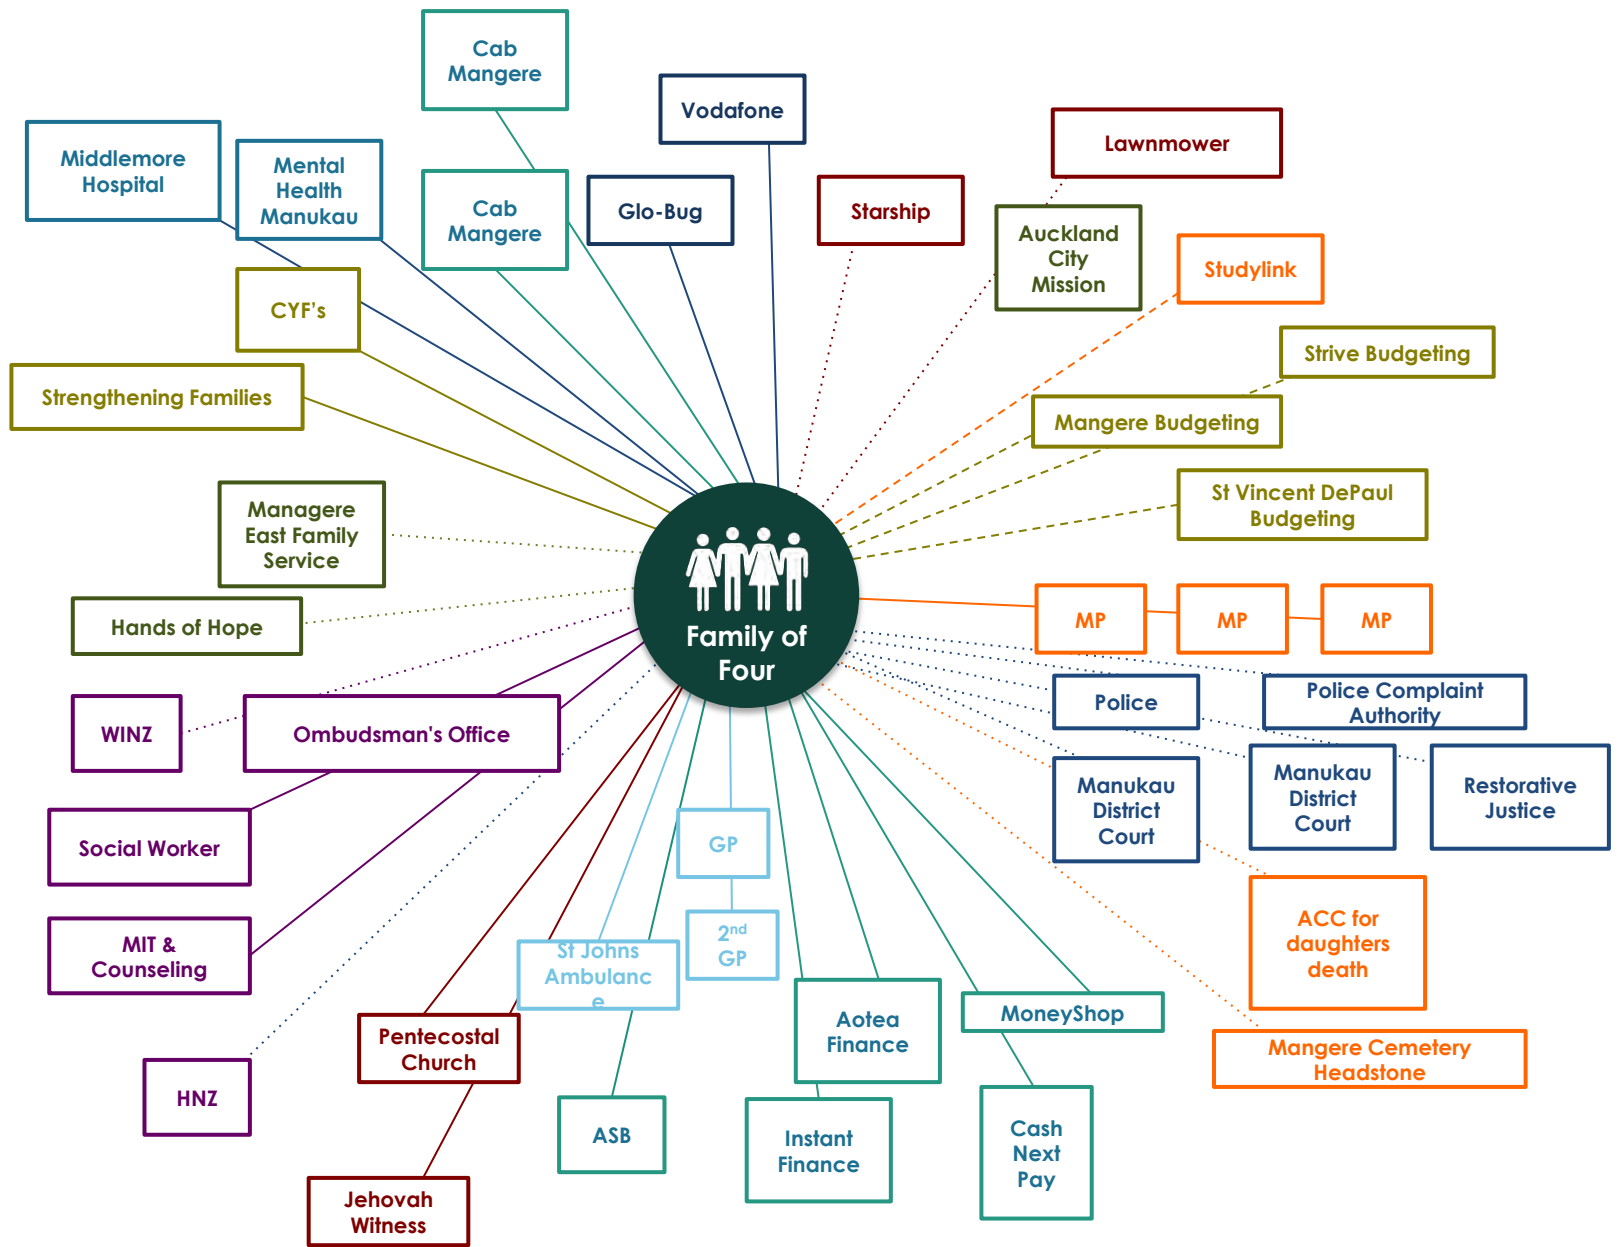 Cab
Mangere
Vodafone
Lawnmower
Middlemore
Hospital
Mental
Health
Manukau
Cab
Mangere
Glo-Bug
Starship
Auckland
City
Mission
Studylink
CYF's
Strive Budgeting
Strengthening Families
Mangere Budgeting
St Vincent DePaul
Budgeting
Managere
East Family
Service
Hands of Hope
Family of
Four
MP
MP
MP
WINZ
Ombudsman's Office
Police
Police Complaint
Authority
Social Worker
GP
Manukau
District
Court
Manukau
District
Court
Restorative
Justice
MIT &
Counseling
St Johns
Ambulanc
e
2nd
GP
ACC for
daughters
death
Pentecostal
Church
Aotea
Finance
MoneyShop
Mangere Cemetery
Headstone
HNZ
ASB
Instant
Finance
Cash
Next
Pay
Jehovah
Witness